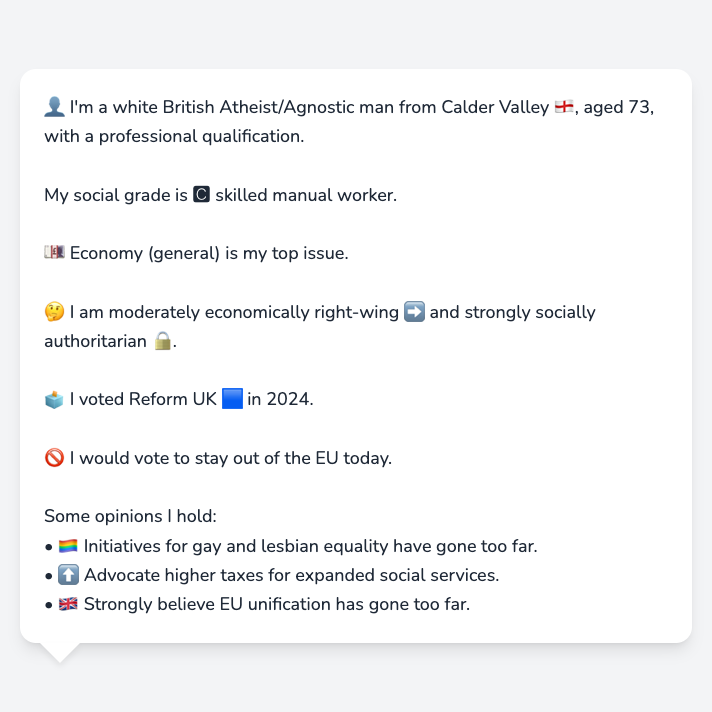 👤 I'm a white British Atheist/Agnostic man from Calder Valley 🏴󠁧󠁢󠁥󠁮󠁧󠁿, aged 73,
with a professional qualification.
My social grade is 🅲 skilled manual worker.
💷 Economy (general) is my top issue.
🤔 I am moderately economically right-wing ➡️ and strongly socially
authoritarian 🔒.
🗳️ I voted Reform UK 🟦 in 2024.
🚫 I would vote to stay out of the EU today.
Some opinions I hold:
• 🏳️‍🌈 Initiatives for gay and lesbian equality have gone too far.
• ⬆️ Advocate higher taxes for expanded social services.
• 🇬🇧 Strongly believe EU unification has gone too far.